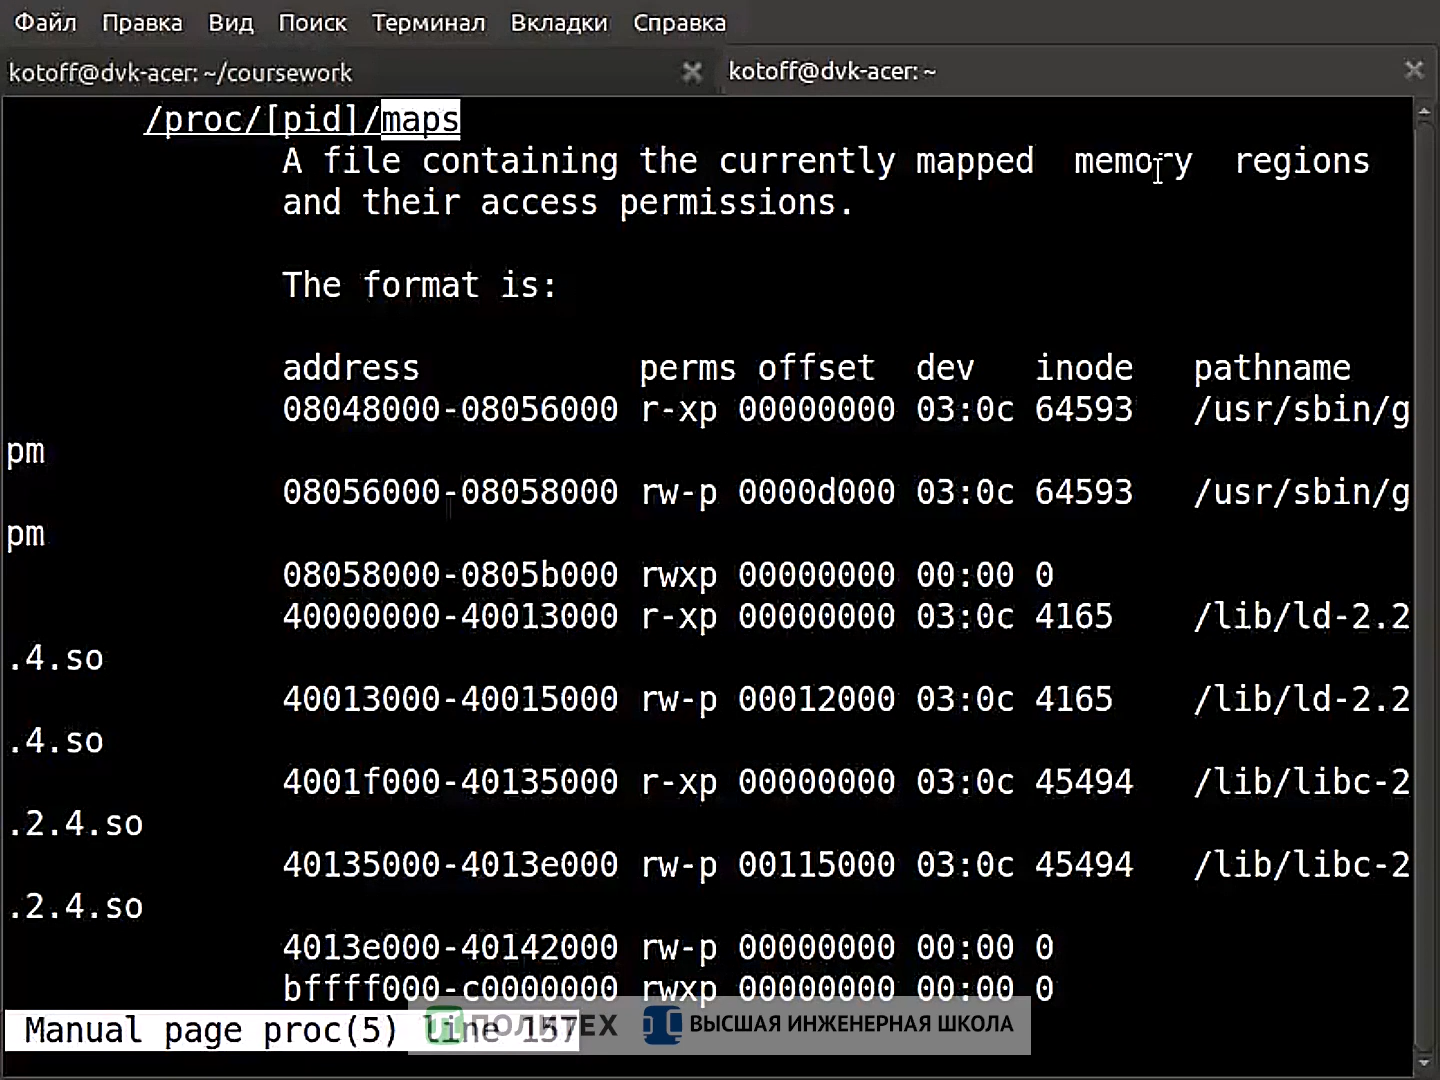 Файл Правка Вид Поиск Терминал Вкладки Справка
kotoff@dvk-acer: ~/coursework
kotoff@dvk-acer: ~
/proc/[pid]/maps
A file containing the currently mapped memory regions
and their access permissions.
The format is:
address perms offset dev inode pathname
08048000-08056000 r-xp 00000000 03:0c 64593 /usr/sbin/g
pm
08056000-08058000 rw-p 0000d000 03:0c 64593 /usr/sbin/g
pm
08058000-0805b000 rwxp 00000000 00:00 0
40000000-40013000 r-xp 00000000 03:0c 4165 /lib/ld-2.2
.4.so
40013000-40015000 rw-p 00012000 03:0c 4165 /lib/ld-2.2
.4.so
4001f000-40135000 r-xp 00000000 03:0c 45494 /lib/libc-2
.2.4.so
40135000-4013e000 rw-p 00115000 03:0c 45494 /lib/libc-2
.2.4.so
4013e000-40142000 rw-p 00000000 00:00 0
bffff000-c0000000 rwxp 00000000 00:00 0
Manual page proc(5) line 157
ПОЛИТЕХ ВЫСШАЯ ИНЖЕНЕРНАЯ ШКОЛА